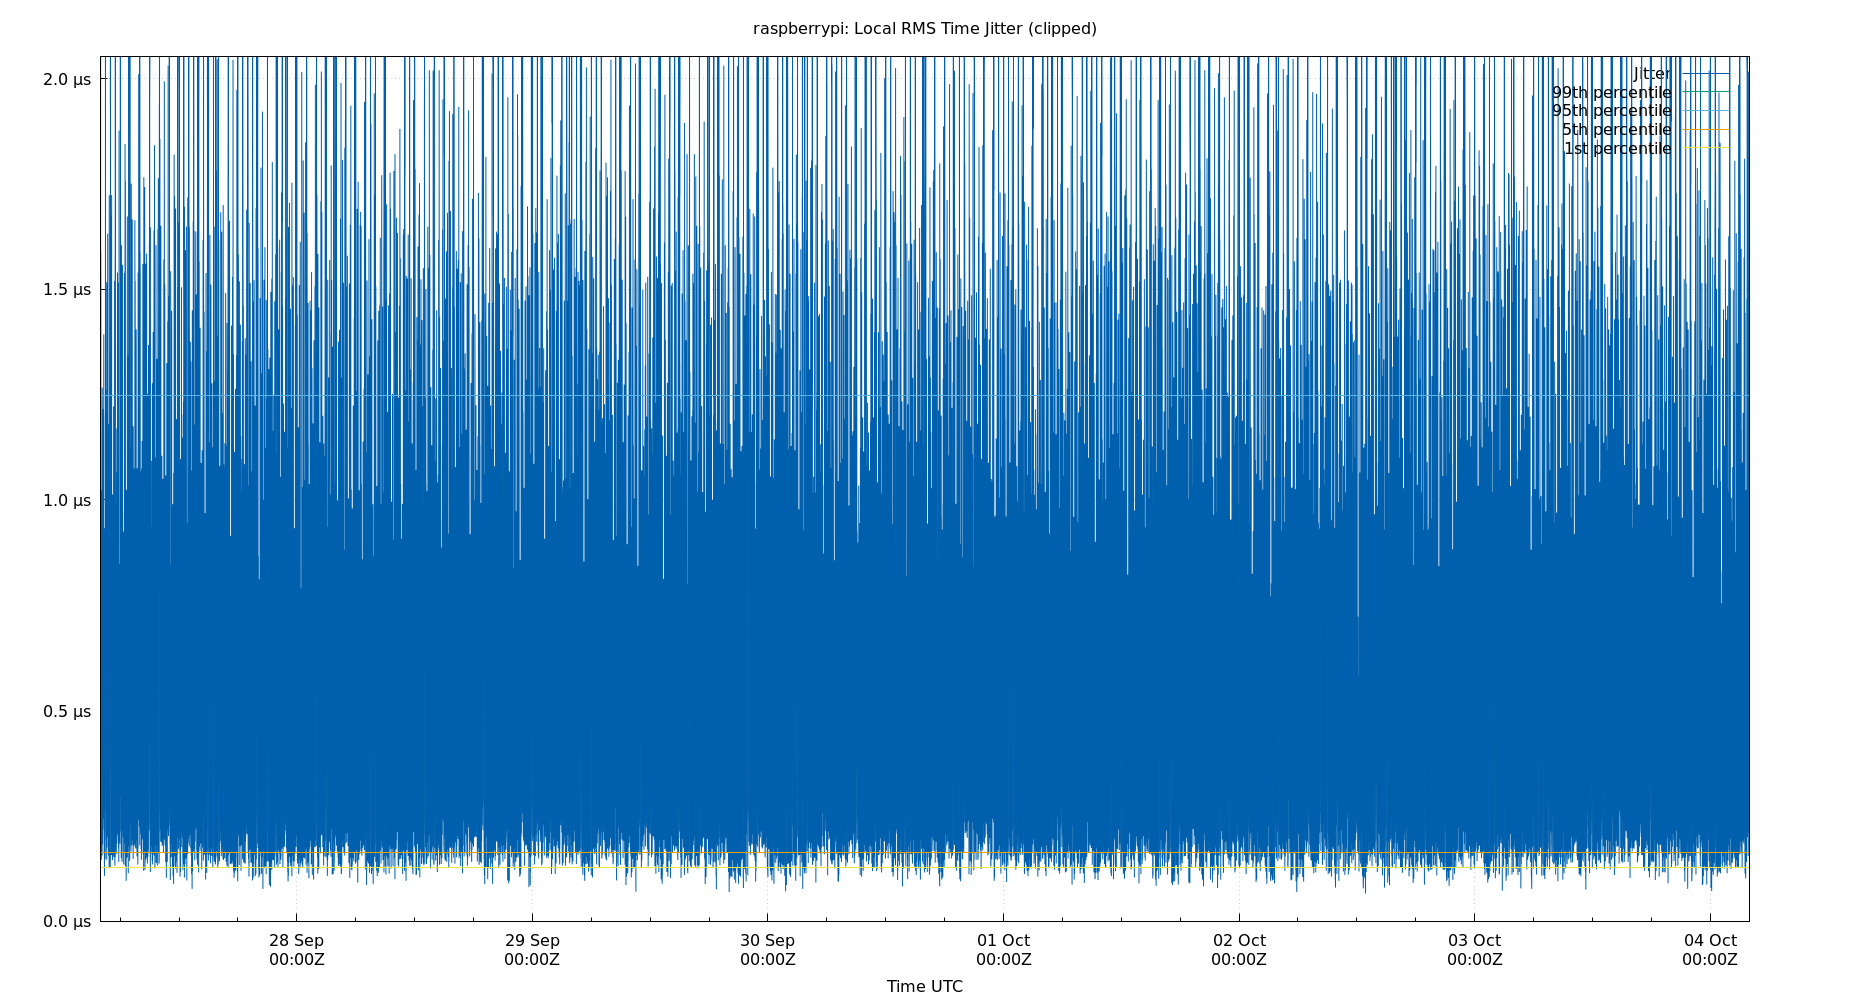 raspberrypi: Local RMS Time Jitter (clipped)
2.0 µs
1.5 µs
1.0 µs
0.5 µs
0.0 µs
Jitter
99th percentile
95th percentile
5th percentile
1st percentile
28 Sep
00:00Z
29 Sep
00:00Z
30 Sep
00:00Z
01 Oct
00:00Z
02 Oct
00:00Z
03 Oct
00:00Z
04 Oct
00:00Z
Time UTC